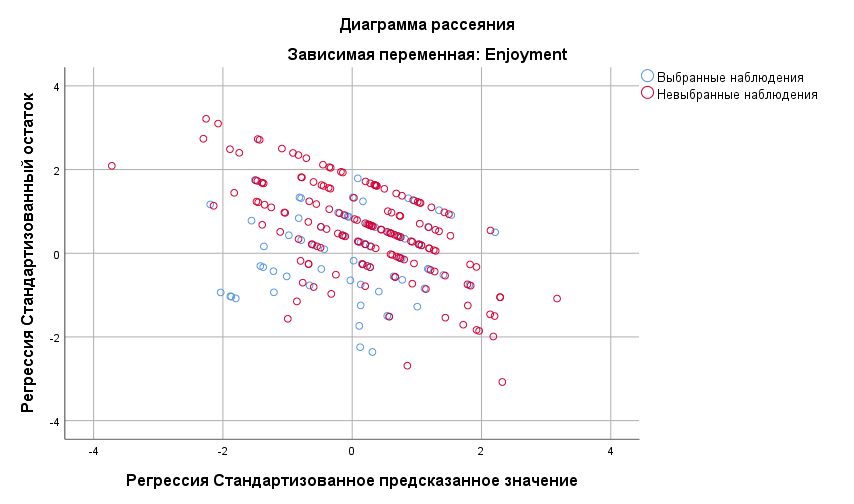 Диаграмма рассеяния
Зависимая переменная: Enjoyment
Выбранные наблюдения
Невыбранные наблюдения
Регрессия Стандартизованный остаток
4
2
0
-2
-4
-4
-2
0
2
4
Регрессия Стандартизованное предсказанное значение